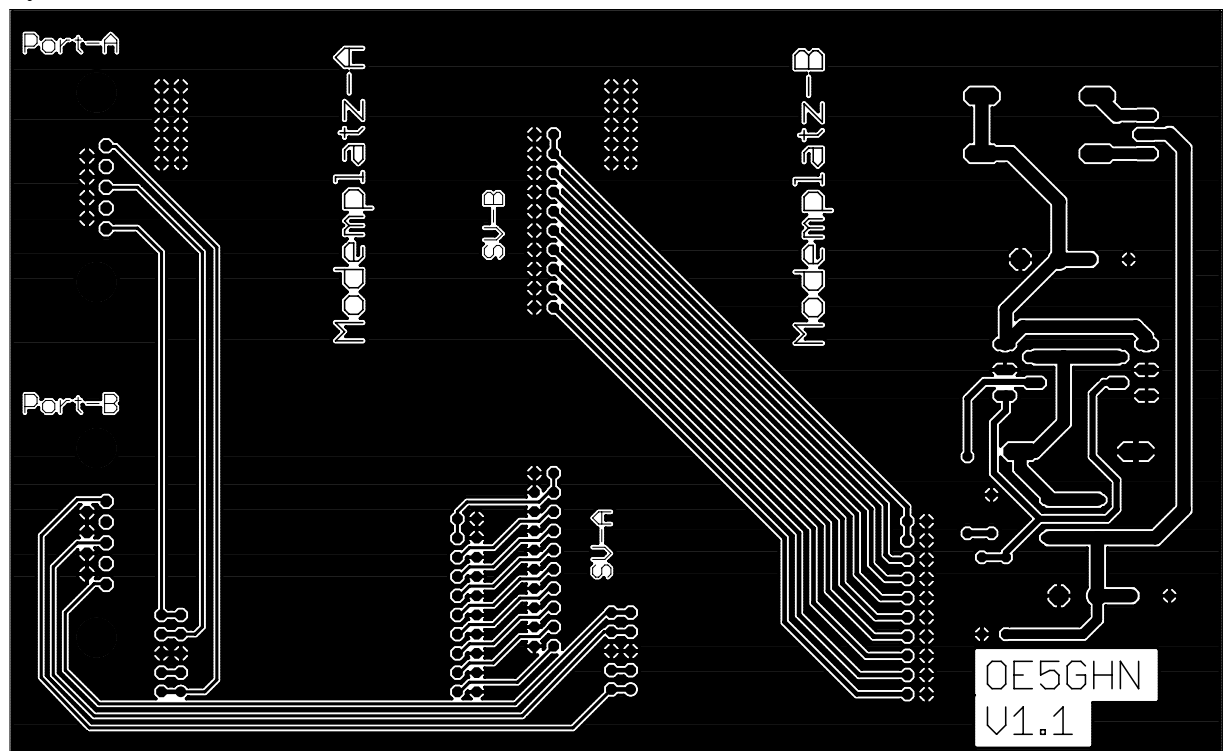 Port-A
Modemplatz-A
Modemplatz-B
SV-B
Port-B
SV-A
OE5GHN
V1.1